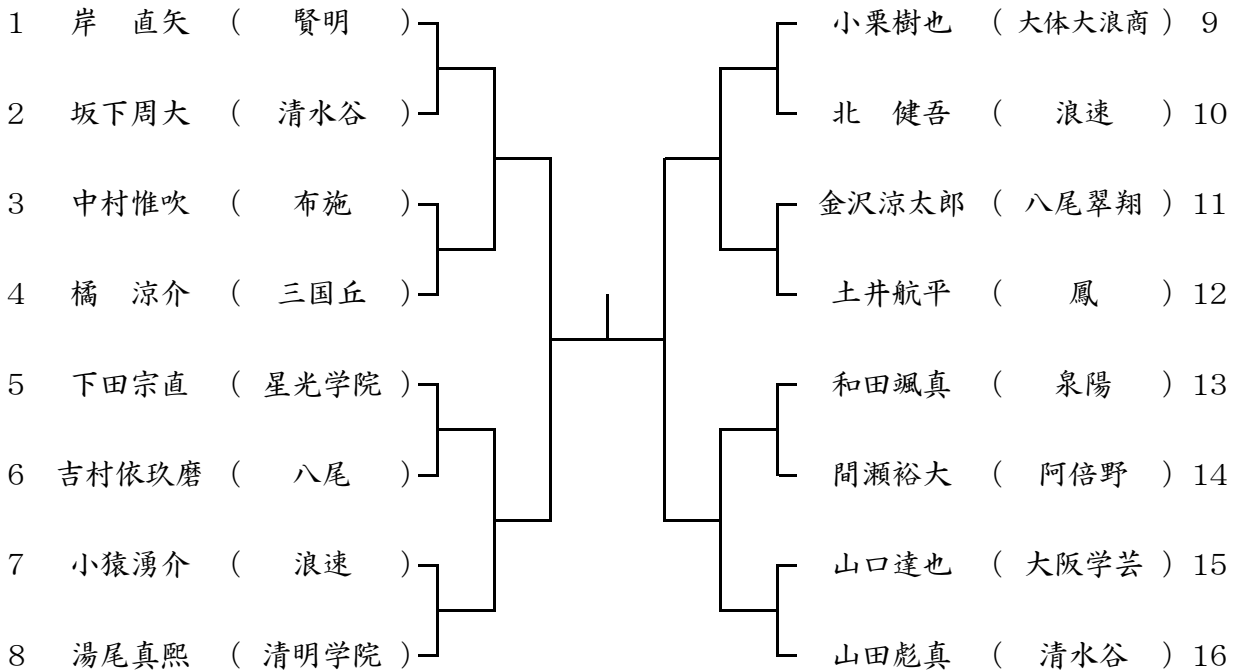 1 岸 直矢 ( 賢明 )
2 坂下周大 ( 清水谷 )
3 中村惟吹 ( 布施 )
4 橘 涼介 ( 三国丘 )
5 下田宗直 ( 星光学院 )
6 吉村依玖磨 ( 八尾 )
7 小猿湧介 ( 浪速 )
8 湯尾真熙 ( 清明学院 )
小栗樹也 ( 大体大浪商 ) 9
北 健吾 ( 浪速 ) 10
金沢涼太郎 ( 八尾翠翔 ) 11
土井航平 ( 鳳 ) 12
和田颯真 ( 泉陽 ) 13
間瀬裕大 ( 阿倍野 ) 14
山口達也 ( 大阪学芸 ) 15
山田彪真 ( 清水谷 ) 16